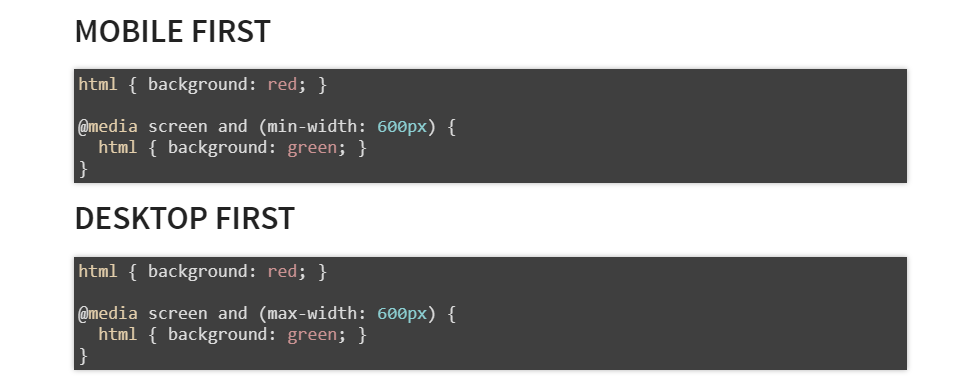 MOBILE FIRST
html { background: red; }
@media screen and (min-width: 600px) {
  html { background: green; }
}
DESKTOP FIRST
html { background: red; }
@media screen and (max-width: 600px) {
  html { background: green; }
}